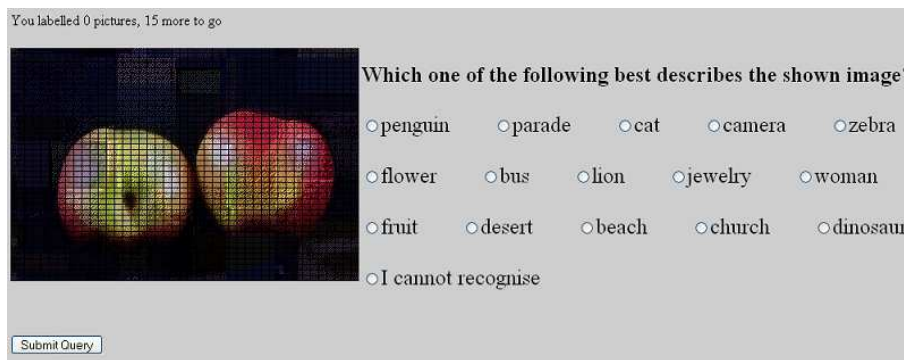 You labelled 0 pictures, 15 more to go
Which one of the following best describes the shown image?
penguin parade cat camera zebra
flower bus lion jewelry woman
fruit desert beach church dinosaur
I cannot recognise
Submit Query